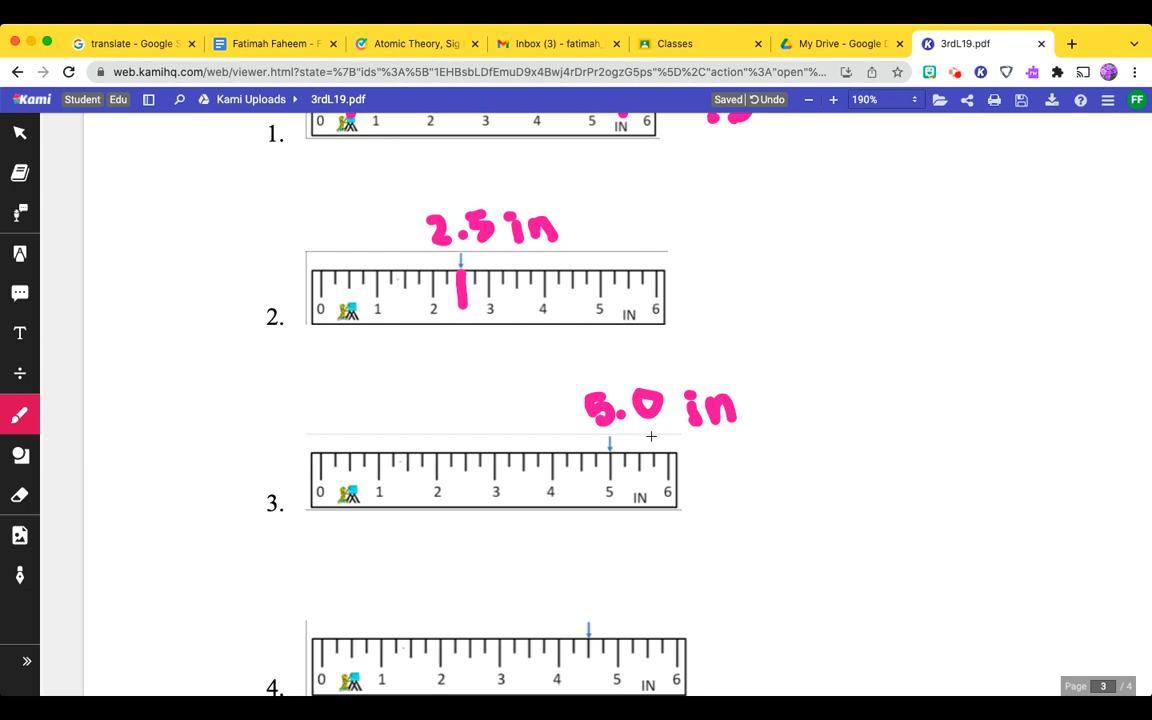 translate - Google S
Fatimah Faheem - F
Atomic Theory, Sig
Inbox (3) - fatimah_
Classes
My Drive - Google D
3rdL19.pdf
web.kamihq.com/web/viewer.html?state=%7B"ids"%3A%5B"1EHBsbLDfEmuD9x4Bwj4rDrPr2ogzG5ps"%5D%2C"action"%3A"open"%...
Kami Student Edu Kami Uploads 3rdL19.pdf Saved Undo 190% FF
1. 0 1 2 3 4 5 IN 6
2.5 in
2. 0 1 2 3 4 5 IN 6
5.0 in
3. 0 1 2 3 4 5 IN 6
4. 0 1 2 3 4 5 IN 6
Page 3 / 4